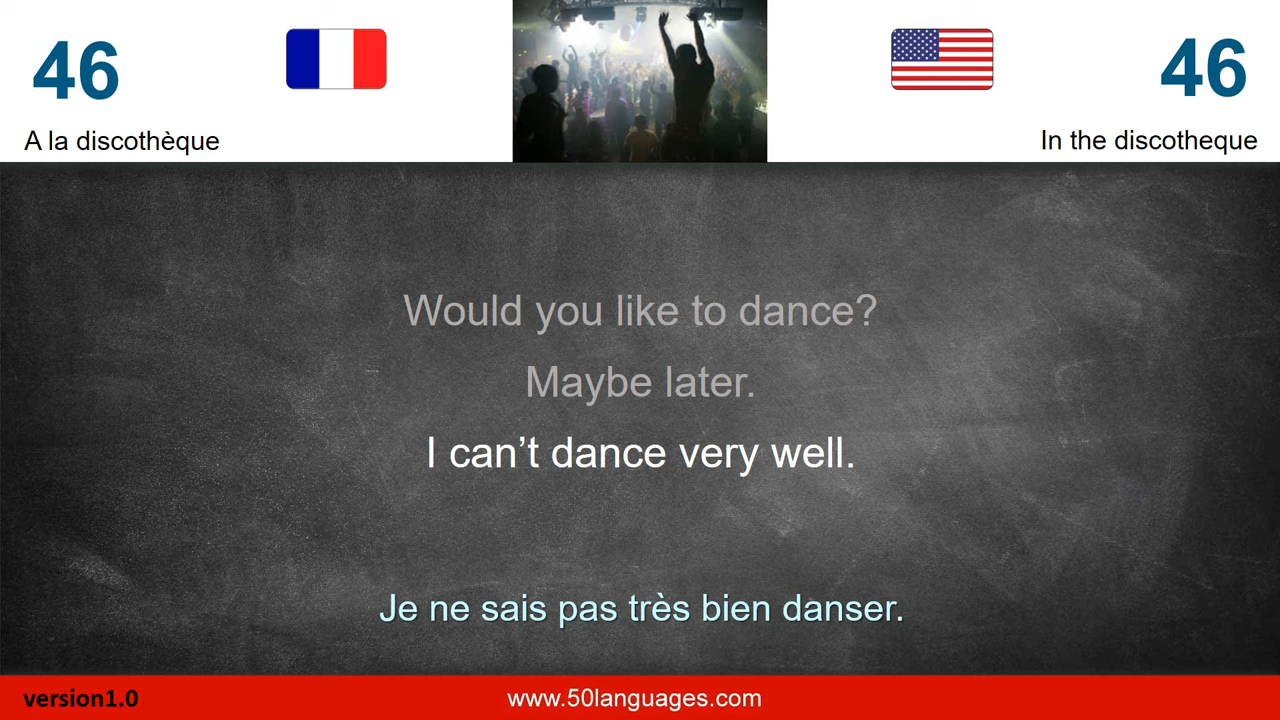 46
46
A la discothèque
In the discotheque
Would you like to dance?
Maybe later.
I can’t dance very well.
Je ne sais pas très bien danser.
version1.0
www.50languages.com